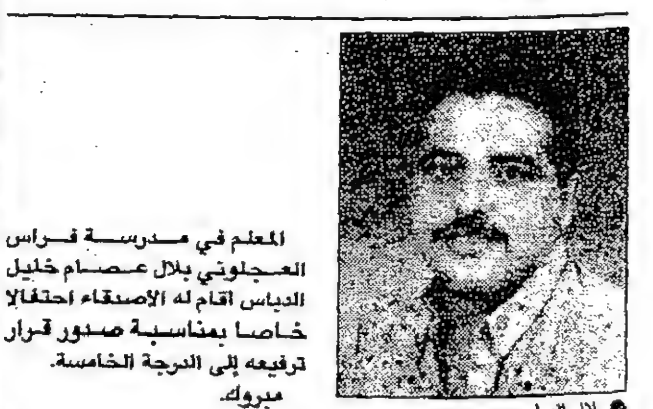 المعلم في مدرسة فراس
العجلوني بلال عصام خليل
الدباس اقام له الاصدقاء احتفالا
خاصا بمناسبة صدور قرار
ترفيعه إلى الدرجة الخامسة.
مبروك.